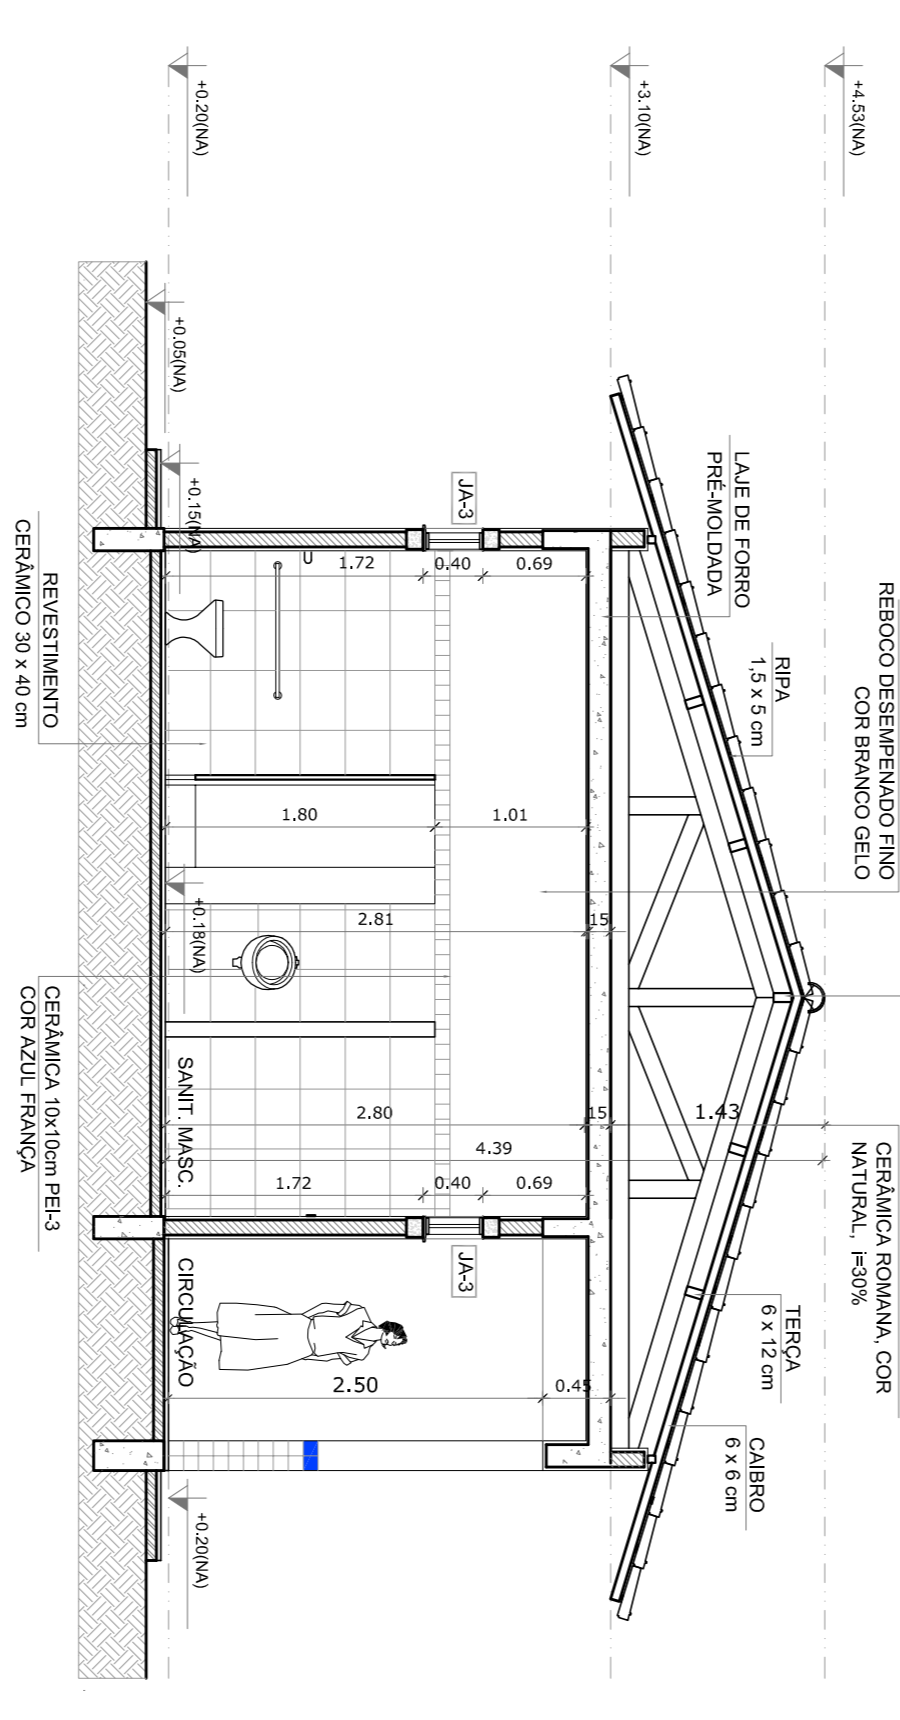 +4.53(NA)
+3.10(NA)
+0.20(NA)
+0.05(NA)
+0.15(NA)
+0.18(NA)
+0.20(NA)
REBOCO DESEMPENADO FINO
COR BRANCO GELO
CERÂMICA ROMANA, COR
NATURAL, i=30%
LAJE DE FORRO
PRÉ-MOLDADA
RIPA
1,5 x 5 cm
TERÇA
6 x 12 cm
CAIBRO
6 x 6 cm
JA-3
JA-3
1.72
0.40
0.69
1.80
1.01
2.81
15
2.80
15
1.43
4.39
1.72
0.40
0.69
2.50
0.45
SANIT. MASC.
CIRCULAÇÃO
REVESTIMENTO
CERÂMICO 30 x 40 cm
CERÂMICA 10x10cm PEI-3
COR AZUL FRANÇA